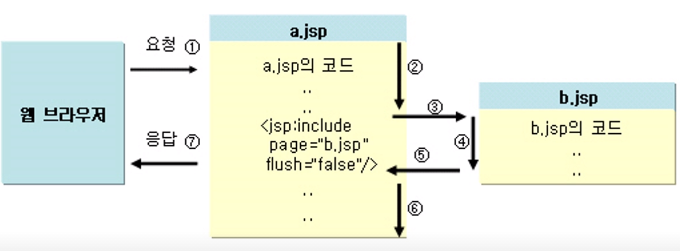 웹 브라우저
요청 ①
응답 ⑦
a.jsp
a.jsp의 코드
..
..
<jsp:include
page="b.jsp"
flush="false"/>
..
..
②
③
④
⑤
⑥
b.jsp
b.jsp의 코드
..
..